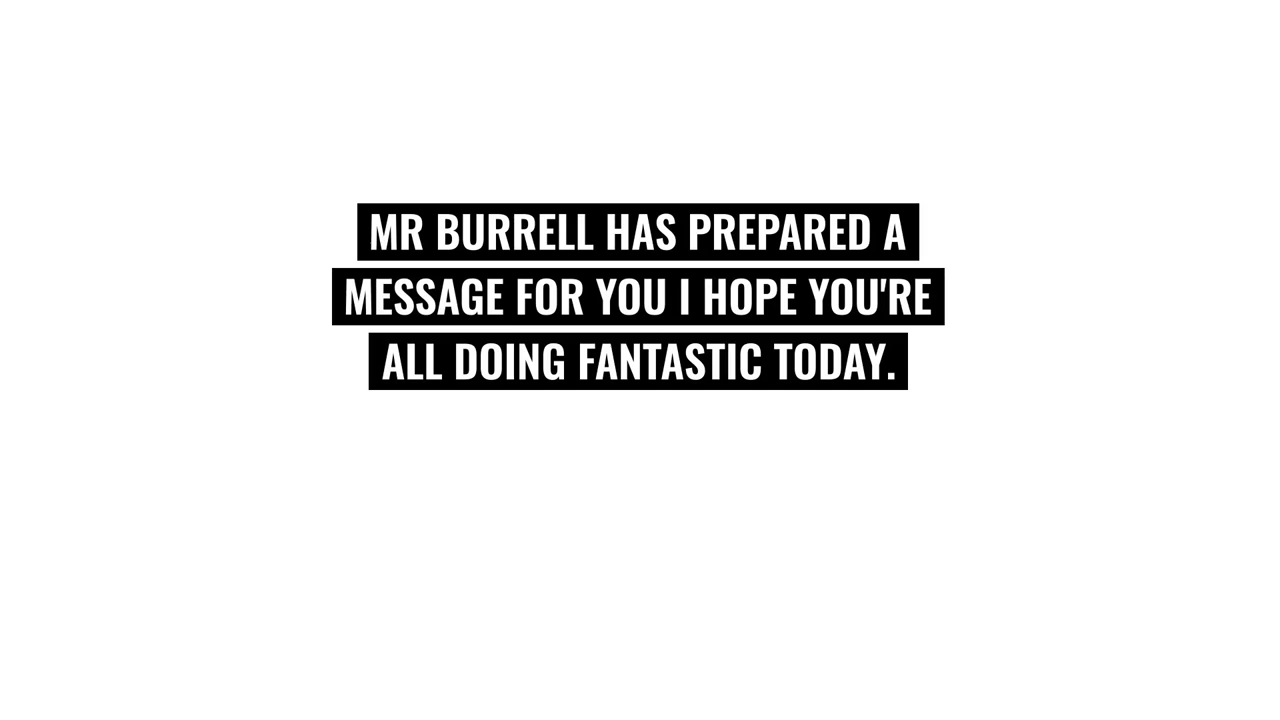 MR BURRELL HAS PREPARED A
MESSAGE FOR YOU I HOPE YOU'RE
ALL DOING FANTASTIC TODAY.